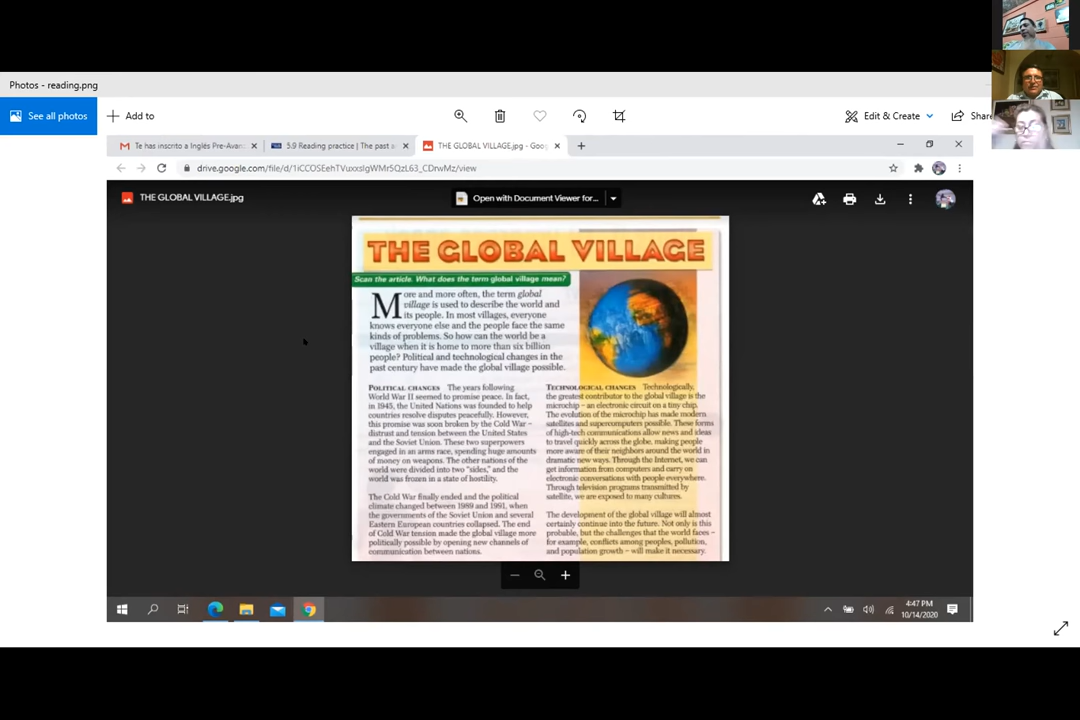 Photos - reading.png
See all photos
Add to
Edit & Create
Share
Te has inscrito a Inglés Pre-Avan
5.9 Reading practice | The past a
THE GLOBAL VILLAGE.jpg - Goo
drive.google.com/file/d/
THE GLOBAL VILLAGE.jpg
Open with Document Viewer for...
THE GLOBAL VILLAGE
Scan the article. What does the term global village mean?
More and more often, the term global
village is used to describe the world and
its people. In most villages, everyone
knows everyone else and the people face the same
kinds of problems. So how can the world be a
village when it is home to more than six billion
people? Political and technological changes in the
past century have made the global village possible.
POLITICAL CHANGES The years following
World War II seemed to promise peace. In fact,
in 1945, the United Nations was founded to help
countries resolve disputes peacefully. However,
this promise was soon broken by the Cold War –
distrust and tension between the United States
and the Soviet Union. These two superpowers
engaged in an arms race, spending huge amounts
of money on weapons. The other nations of the
world were divided into two "sides," and the
world was frozen in a state of hostility.
The Cold War finally ended and the political
climate changed between 1989 and 1991, when
the governments of the Soviet Union and several
Eastern European countries collapsed. The end
of Cold War tension made the global village more
politically possible by opening new channels of
communication between nations.
TECHNOLOGICAL CHANGES Technologically,
the greatest contributor to the global village is the
microchip – an electronic circuit on a tiny chip.
The evolution of the microchip has made modern
satellites and supercomputers possible. These forms
of high-tech communications allow news and ideas
to travel quickly across the globe, making people
more aware of their neighbors around the world in
dramatic new ways. Through the Internet, we can
get information from computers and carry on
electronic conversations with people everywhere.
Through television programs transmitted by
satellite, we are exposed to many cultures.
The development of the global village will almost
certainly continue into the future. Not only is this
probable, but the challenges that the world faces –
for example, conflicts among peoples, pollution,
and population growth – will make it necessary.
4:47 PM
10/14/2020